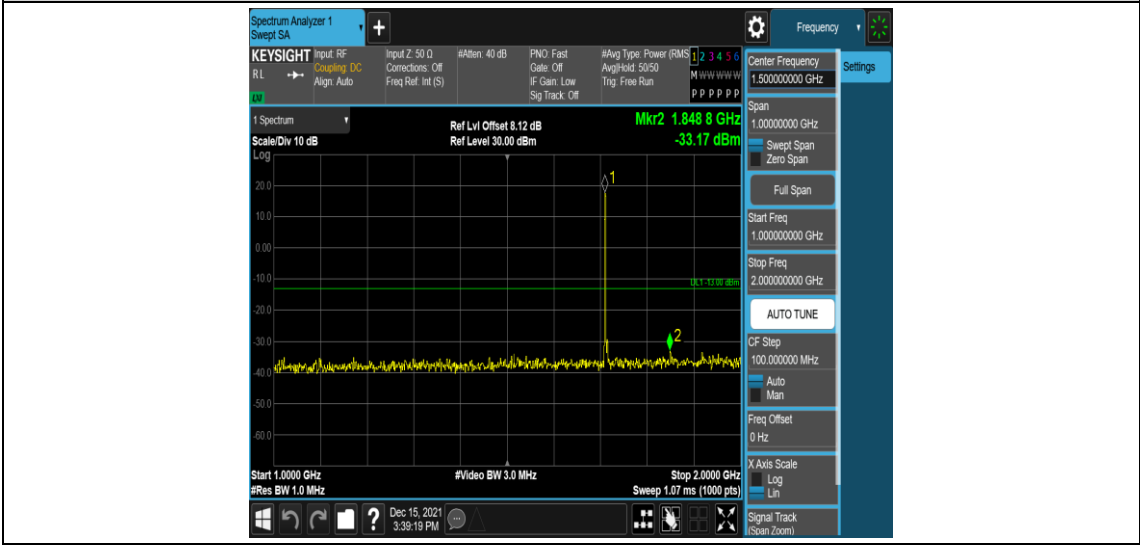 Spectrum Analyzer 1
Swept SA
+
Frequency
KEYSIGHT
RL
LM
Input: RF
Coupling: DC
Align: Auto
Input Z: 50 Ω
Corrections: Off
Freq Ref: Int (S)
#Atten: 40 dB
PNO: Fast
Gate: Off
IF Gain: Low
Sig Track: Off
#Avg Type: Power (RMS
Avg|Hold: 50/50
Trig: Free Run
1 2 3 4 5 6
M W W W W W
P P P P P P
1 Spectrum
Scale/Div 10 dB
Log
Ref Lvl Offset 8.12 dB
Ref Level 30.00 dBm
Mkr2 1.848 8 GHz
-33.17 dBm
1
20.0
10.0
0.00
-10.0
DL1 -13.00 dBm
-20.0
-30.0
2
-40.0
-50.0
-60.0
Start 1.0000 GHz
#Res BW 1.0 MHz
#Video BW 3.0 MHz
Stop 2.0000 GHz
Sweep 1.07 ms (1000 pts)
Center Frequency
1.500000000 GHz
Settings
Span
1.00000000 GHz
Swept Span
Zero Span
Full Span
Start Freq
1.000000000 GHz
Stop Freq
2.000000000 GHz
AUTO TUNE
CF Step
100.000000 MHz
Auto
Man
Freq Offset
0 Hz
X Axis Scale
Log
Lin
Signal Track
(Span Zoom)
?
Dec 15, 2021
3:39:19 PM